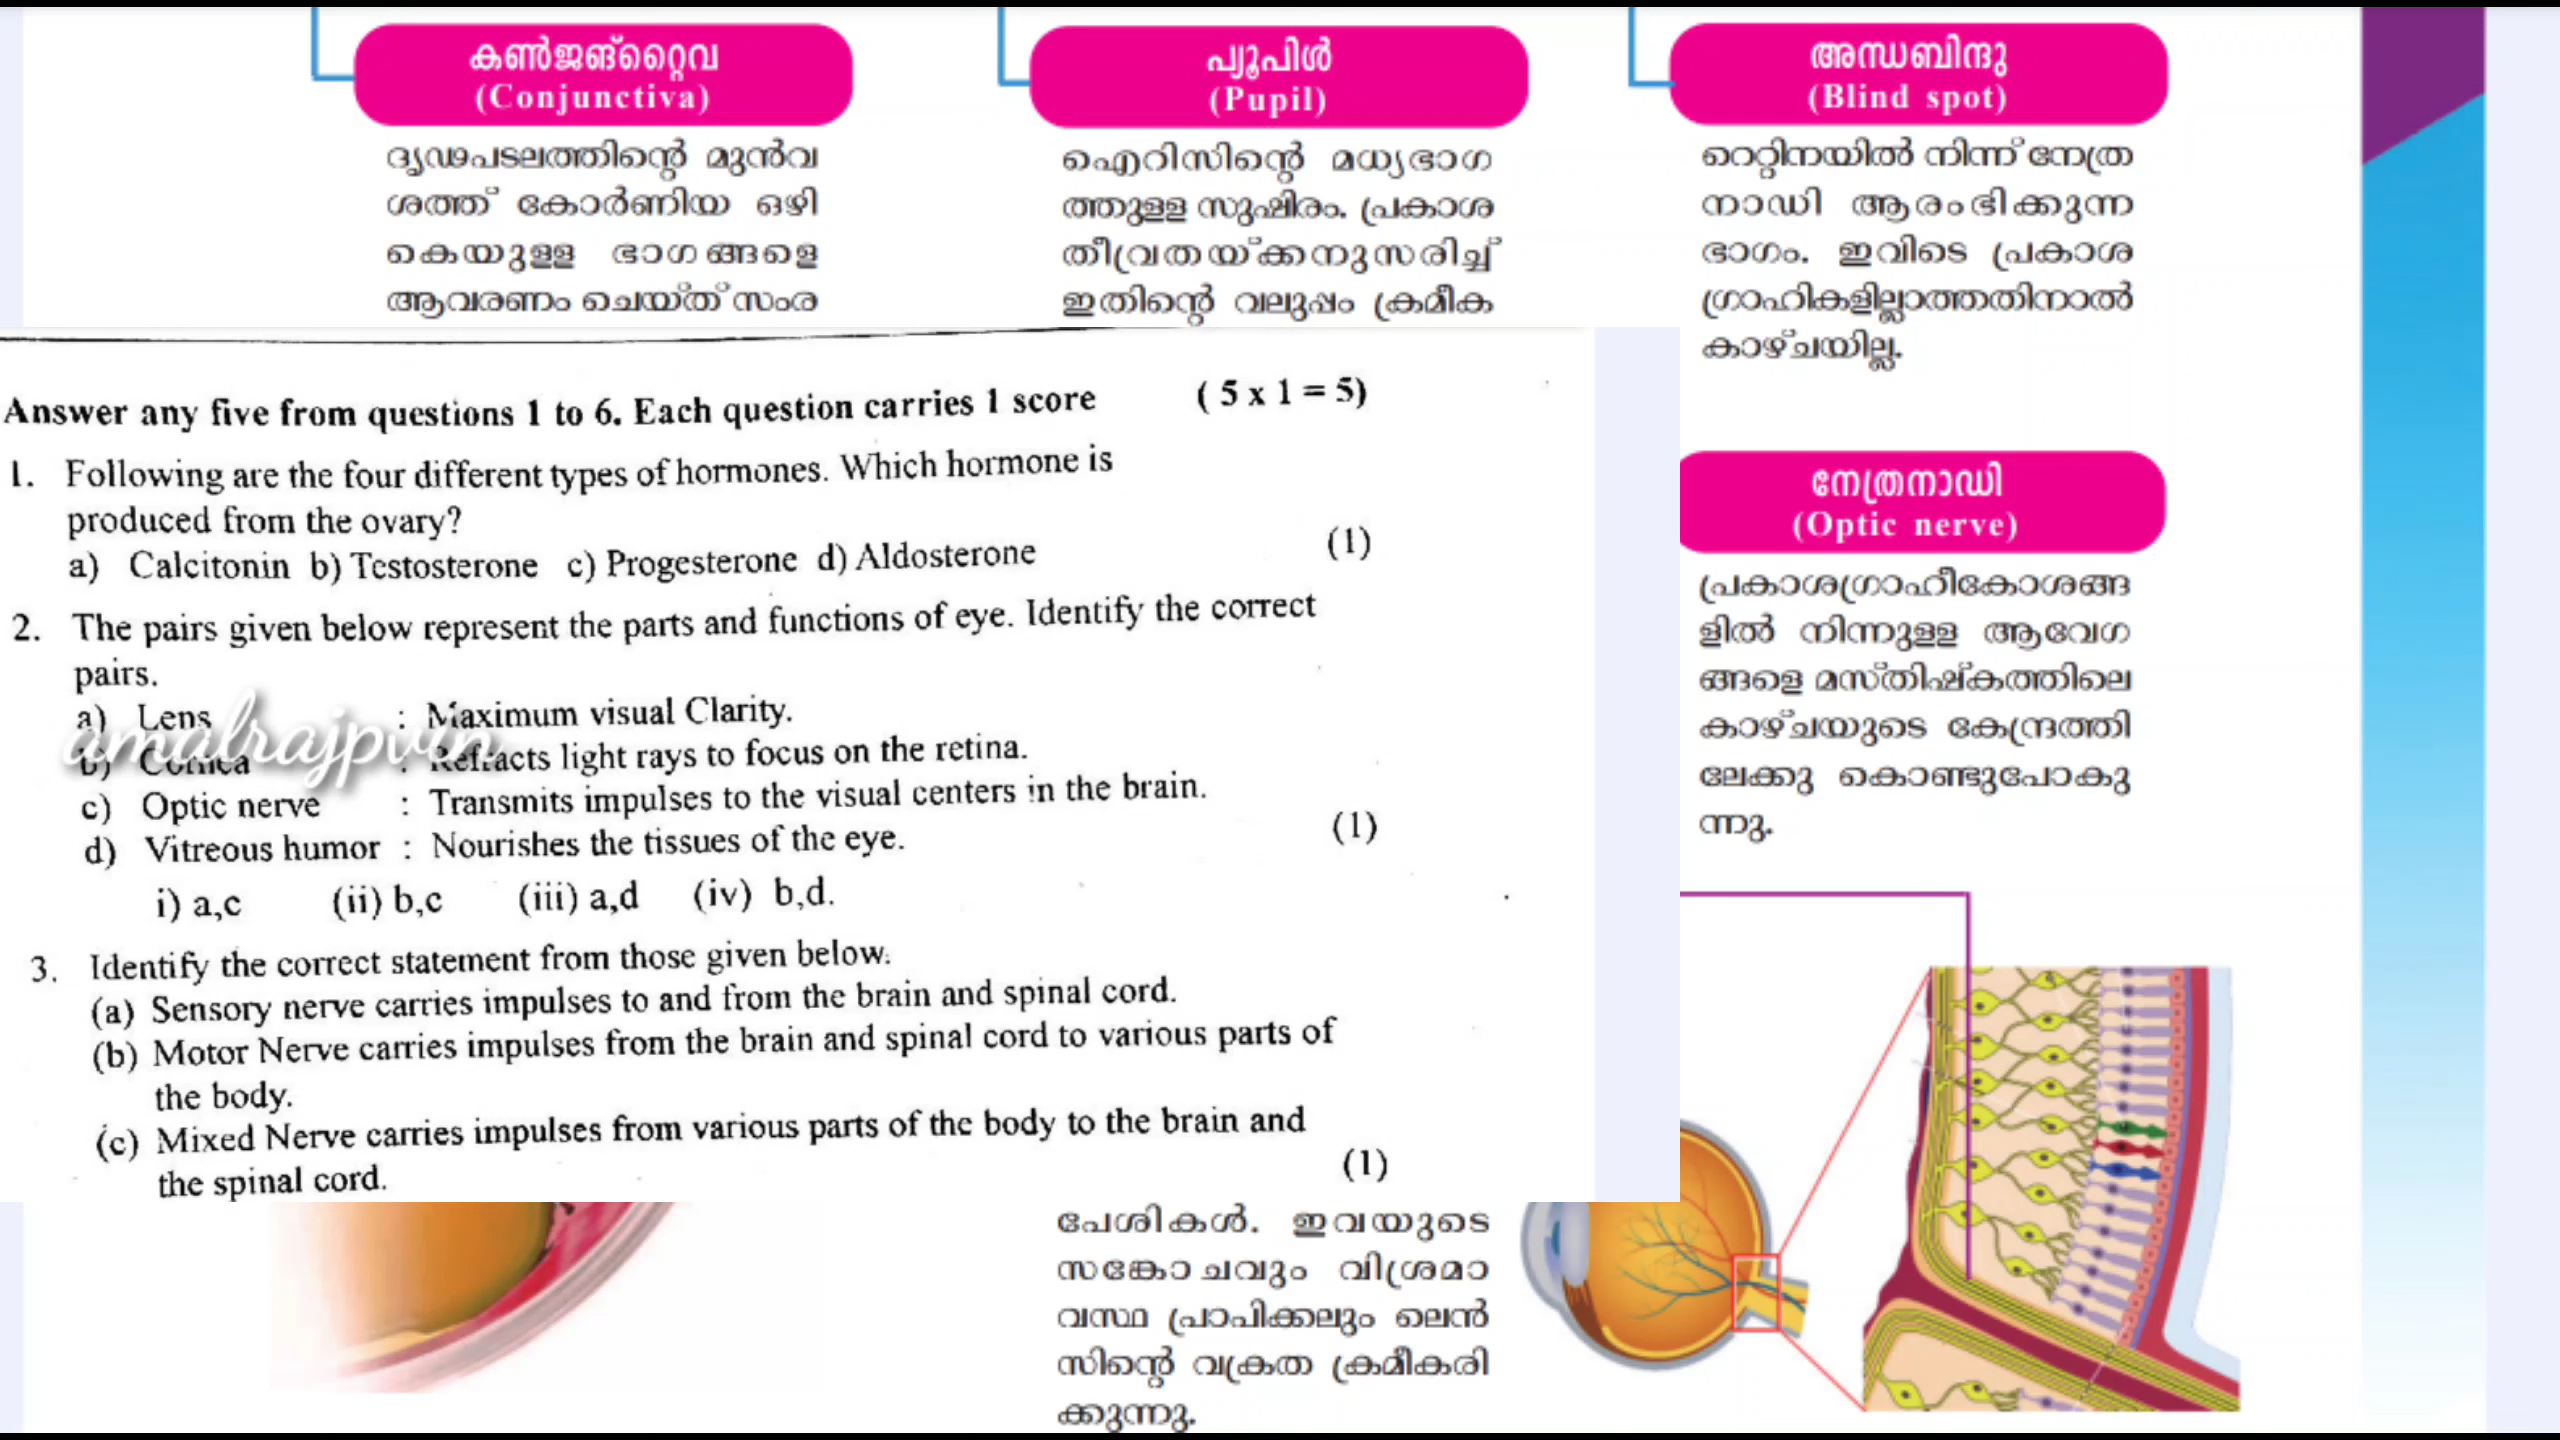 കൺജങ്റ്റൈവ
(Conjunctiva)
ദൃഢപടലത്തിന്റെ മുൻവ
ശത്ത് കോർണിയ ഒഴി
കെയുള്ള ഭാഗങ്ങളെ
ആവരണം ചെയ്ത് സംര
പ്യൂപിൾ
(Pupil)
ഐറിസിന്റെ മധ്യഭാഗ
ത്തുള്ള സുഷിരം. പ്രകാശ
തീവ്രതയ്ക്കനുസരിച്ച്
ഇതിന്റെ വലുപ്പം ക്രമീക
അന്ധബിന്ദു
(Blind spot)
റെറ്റിനയിൽ നിന്ന് നേത്ര
നാഡി ആരംഭിക്കുന്ന
ഭാഗം. ഇവിടെ പ്രകാശ
ഗ്രാഹികളില്ലാത്തതിനാൽ
കാഴ്ചയില്ല.
Answer any five from questions 1 to 6. Each question carries 1 score ( 5 x 1 = 5)
1. Following are the four different types of hormones. Which hormone is
produced from the ovary?
a) Calcitonin b) Testosterone c) Progesterone d) Aldosterone (1)
2. The pairs given below represent the parts and functions of eye. Identify the correct
pairs.
a) Lens : Maximum visual Clarity.
amalrajpvin
b) Cornea : Refracts light rays to focus on the retina.
c) Optic nerve : Transmits impulses to the visual centers in the brain.
d) Vitreous humor : Nourishes the tissues of the eye. (1)
i) a,c (ii) b,c (iii) a,d (iv) b,d.
3. Identify the correct statement from those given below.
(a) Sensory nerve carries impulses to and from the brain and spinal cord.
(b) Motor Nerve carries impulses from the brain and spinal cord to various parts of
the body.
(c) Mixed Nerve carries impulses from various parts of the body to the brain and
the spinal cord. (1)
നേത്രനാഡി
(Optic nerve)
പ്രകാശഗ്രാഹീകോശങ്ങ
ളിൽ നിന്നുള്ള ആവേഗ
ങ്ങളെ മസ്തിഷ്കത്തിലെ
കാഴ്ചയുടെ കേന്ദ്രത്തി
ലേക്കു കൊണ്ടുപോകു
ന്നു.
പേശികൾ. ഇവയുടെ
സങ്കോചവും വിശ്രമാ
വസ്ഥ പ്രാപിക്കലും ലെൻ
സിന്റെ വക്രത ക്രമീകരി
ക്കുന്നു.